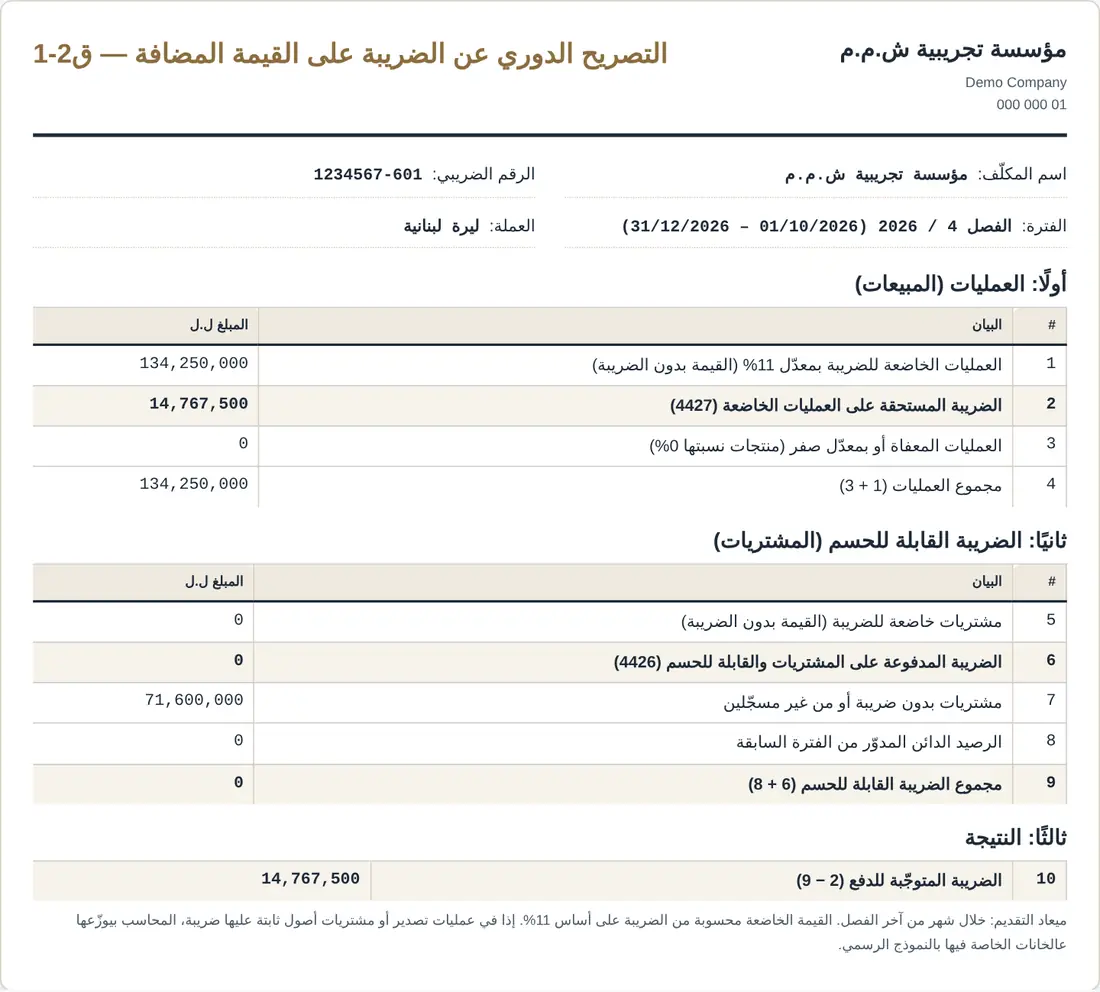 مؤسسة تجريبية ش.م.م
Demo Company
000 000 01
التصريح الدوري عن الضريبة على القيمة المضافة — ق2-1
اسم المكلّف: مؤسسة تجريبية ش.م.م
الرقم الضريبي: 1234567-601
الفترة: الفصل 4 / 2026 (01/10/2026 – 31/12/2026)
العملة: ليرة لبنانية
أولًا: العمليات (المبيعات)
# البيان المبلغ ل.ل
1 العمليات الخاضعة للضريبة بمعدّل 11% (القيمة بدون الضريبة) 134,250,000
2 الضريبة المستحقة على العمليات الخاضعة (4427) 14,767,500
3 العمليات المعفاة أو بمعدّل صفر (منتجات نسبتها 0%) 0
4 مجموع العمليات (1 + 3) 134,250,000
ثانيًا: الضريبة القابلة للحسم (المشتريات)
# البيان المبلغ ل.ل
5 مشتريات خاضعة للضريبة (القيمة بدون الضريبة) 0
6 الضريبة المدفوعة على المشتريات والقابلة للحسم (4426) 0
7 مشتريات بدون ضريبة أو من غير مسجّلين 71,600,000
8 الرصيد الدائن المدوّر من الفترة السابقة 0
9 مجموع الضريبة القابلة للحسم (6 + 8) 0
ثالثًا: النتيجة
10 الضريبة المتوجّبة للدفع (2 − 9) 14,767,500
ميعاد التقديم: خلال شهر من آخر الفصل. القيمة الخاضعة محسوبة من الضريبة على أساس 11%. إذا في عمليات تصدير أو مشتريات أصول ثابتة عليها ضريبة، المحاسب بيوزّعها
عالخانات الخاصة فيها بالنموذج الرسمي.